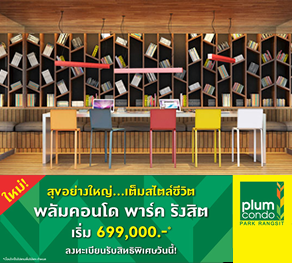 ใหม่!
สุขอย่างใหญ่...เต็มสไตล์ชีวิต
พลัมคอนโด พาร์ค รังสิต
เริ่ม 699,000.-*
ลงทะเบียนรับสิทธิพิเศษวันนี้!
plum
condo
PARK RANGSIT